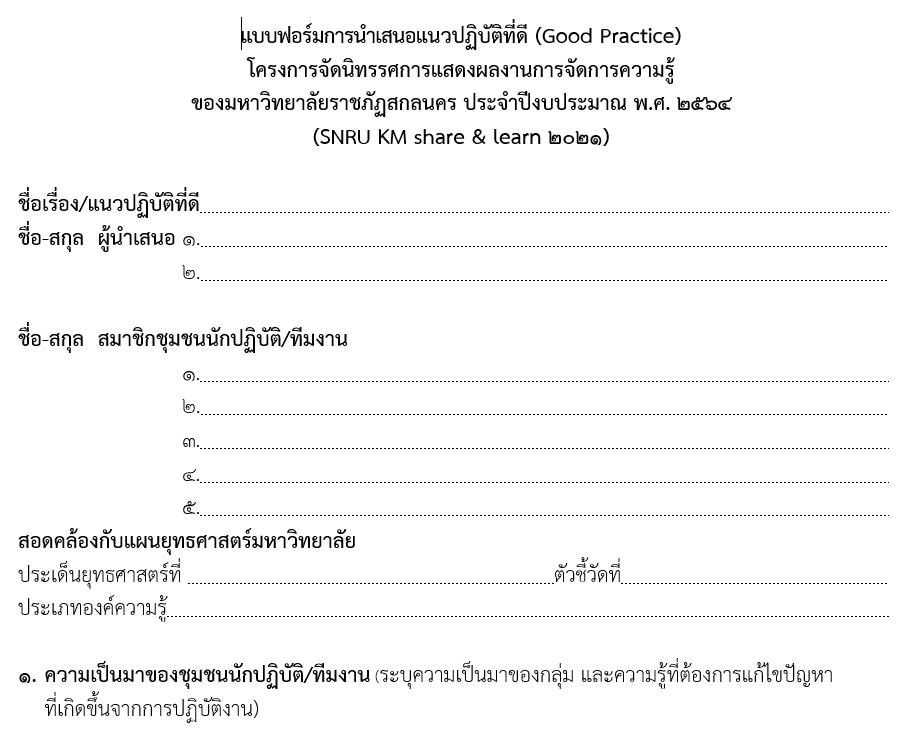 แบบฟอร์มการนำเสนอแนวปฏิบัติที่ดี (Good Practice)
โครงการจัดนิทรรศการแสดงผลงานการจัดการความรู้
ของมหาวิทยาลัยราชภัฏสกลนคร ประจำปีงบประมาณ พ.ศ. ๒๕๖๔
(SNRU KM share & learn ๒๐๒๑)
ชื่อเรื่อง/แนวปฏิบัติที่ดี
ชื่อ-สกุล ผู้นำเสนอ ๑.
๒.
ชื่อ-สกุล สมาชิกชุมชนนักปฏิบัติ/ทีมงาน
๑.
๒.
๓.
๔.
๕.
สอดคล้องกับแผนยุทธศาสตร์มหาวิทยาลัย
ประเด็นยุทธศาสตร์ที่ ตัวชี้วัดที่
ประเภทองค์ความรู้
๑. ความเป็นมาของชุมชนนักปฏิบัติ/ทีมงาน (ระบุความเป็นมาของกลุ่ม และความรู้ที่ต้องการแก้ไขปัญหา
ที่เกิดขึ้นจากการปฏิบัติงาน)